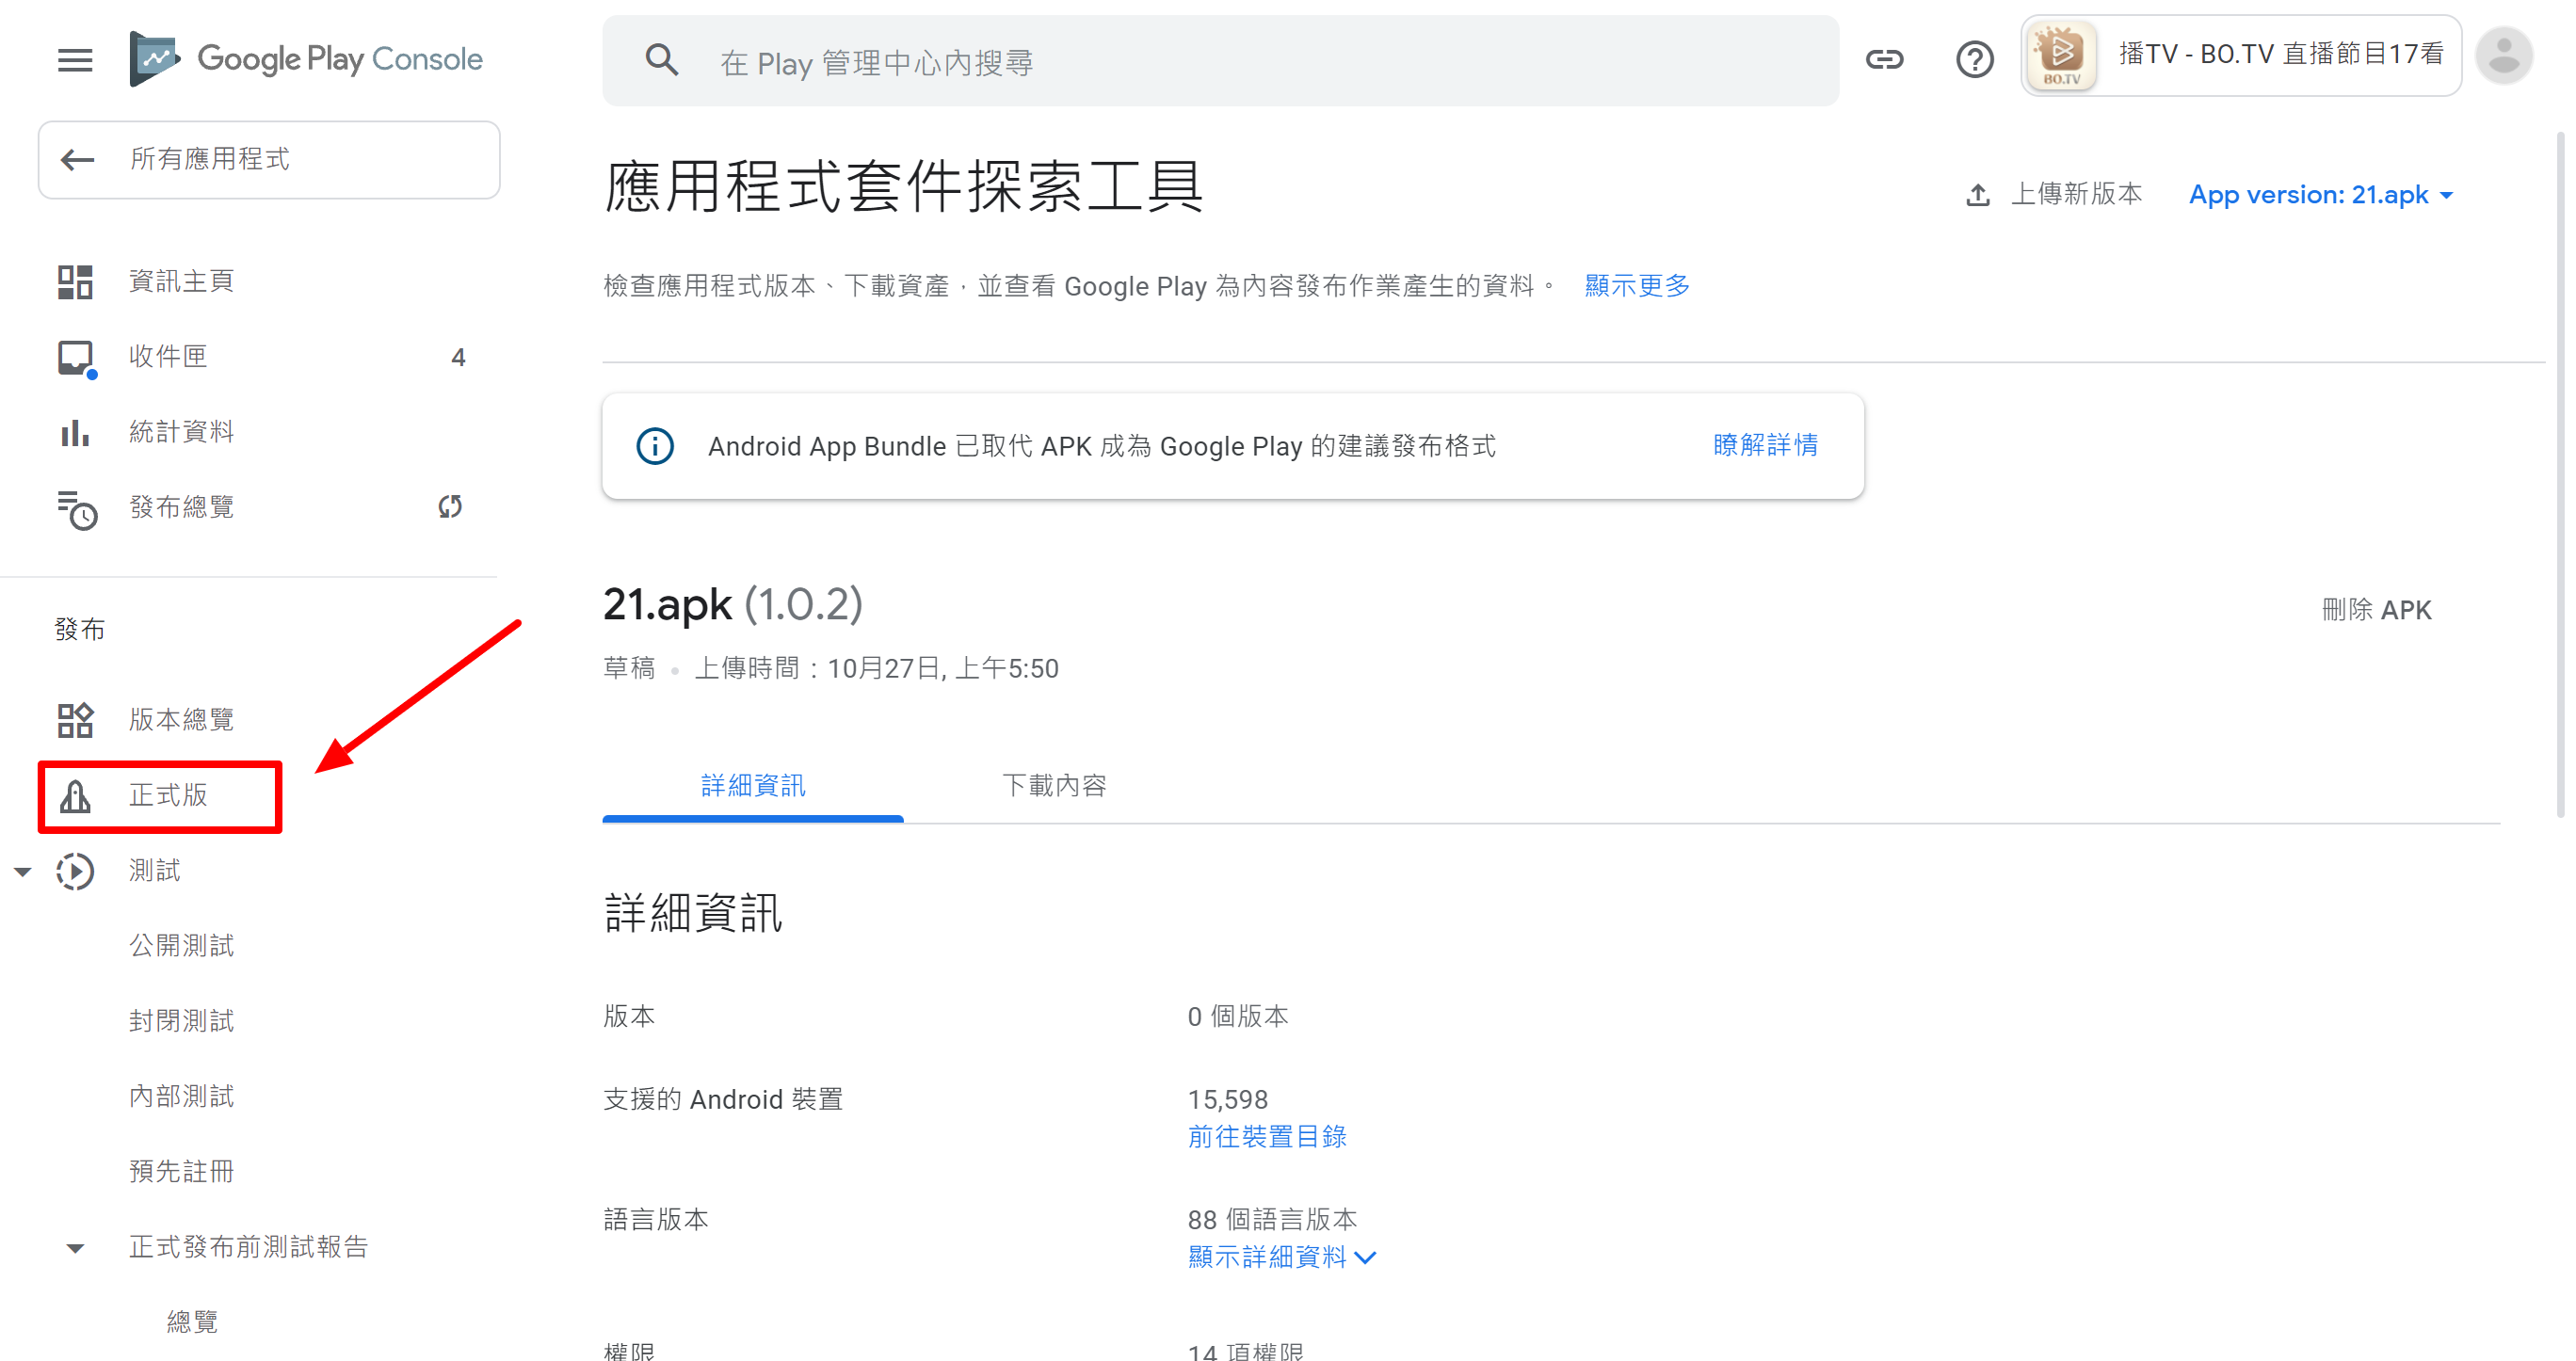 Google Play Console
在 Play 管理中心內搜尋
BO.TV
播TV - BO.TV 直播節目17看
所有應用程式
資訊主頁
收件匣 4
統計資料
發布總覽
發布
版本總覽
正式版
測試
公開測試
封閉測試
內部測試
預先註冊
正式發布前測試報告
總覽
應用程式套件探索工具
上傳新版本
App version: 21.apk
檢查應用程式版本、下載資產，並查看 Google Play 為內容發布作業產生的資料。 顯示更多
Android App Bundle 已取代 APK 成為 Google Play 的建議發布格式 瞭解詳情
21.apk (1.0.2)
刪除 APK
草稿 • 上傳時間：10月27日, 上午5:50
詳細資訊 下載內容
詳細資訊
版本 0 個版本
支援的 Android 裝置 15,598
前往裝置目錄
語言版本 88 個語言版本
顯示詳細資料
權限 14 項權限